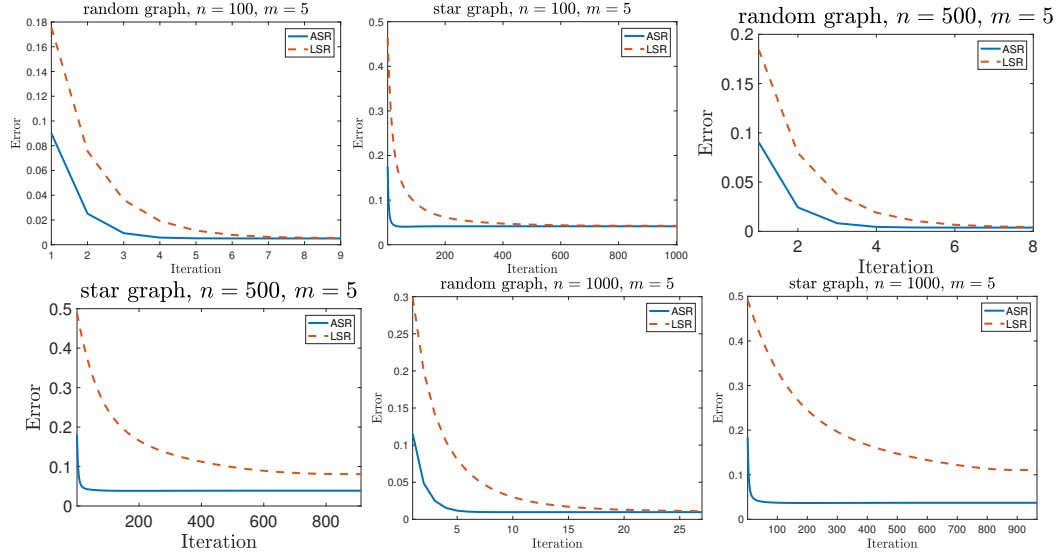 random graph, n = 100, m = 5
0.18
0.16
0.14
0.12
0.1
0.08
0.06
0.04
0.02
0
Error
ASR
LSR
1 2 3 4 5 6 7 8 9
Iteration
star graph, n = 100, m = 5
0.5
0.4
0.3
0.2
0.1
0
Error
ASR
LSR
200 400 600 800 1000
Iteration
random graph, n = 500, m = 5
0.2
0.15
0.1
0.05
0
Error
ASR
LSR
2 4 6 8
Iteration
star graph, n = 500, m = 5
0.5
0.4
0.3
0.2
0.1
0
Error
ASR
LSR
200 400 600 800
Iteration
random graph, n = 1000, m = 5
0.3
0.25
0.2
0.15
0.1
0.05
0
Error
ASR
LSR
5 10 15 20 25
Iteration
star graph, n = 1000, m = 5
0.5
0.4
0.3
0.2
0.1
0
Error
ASR
LSR
100 200 300 400 500 600 700 800 900
Iteration